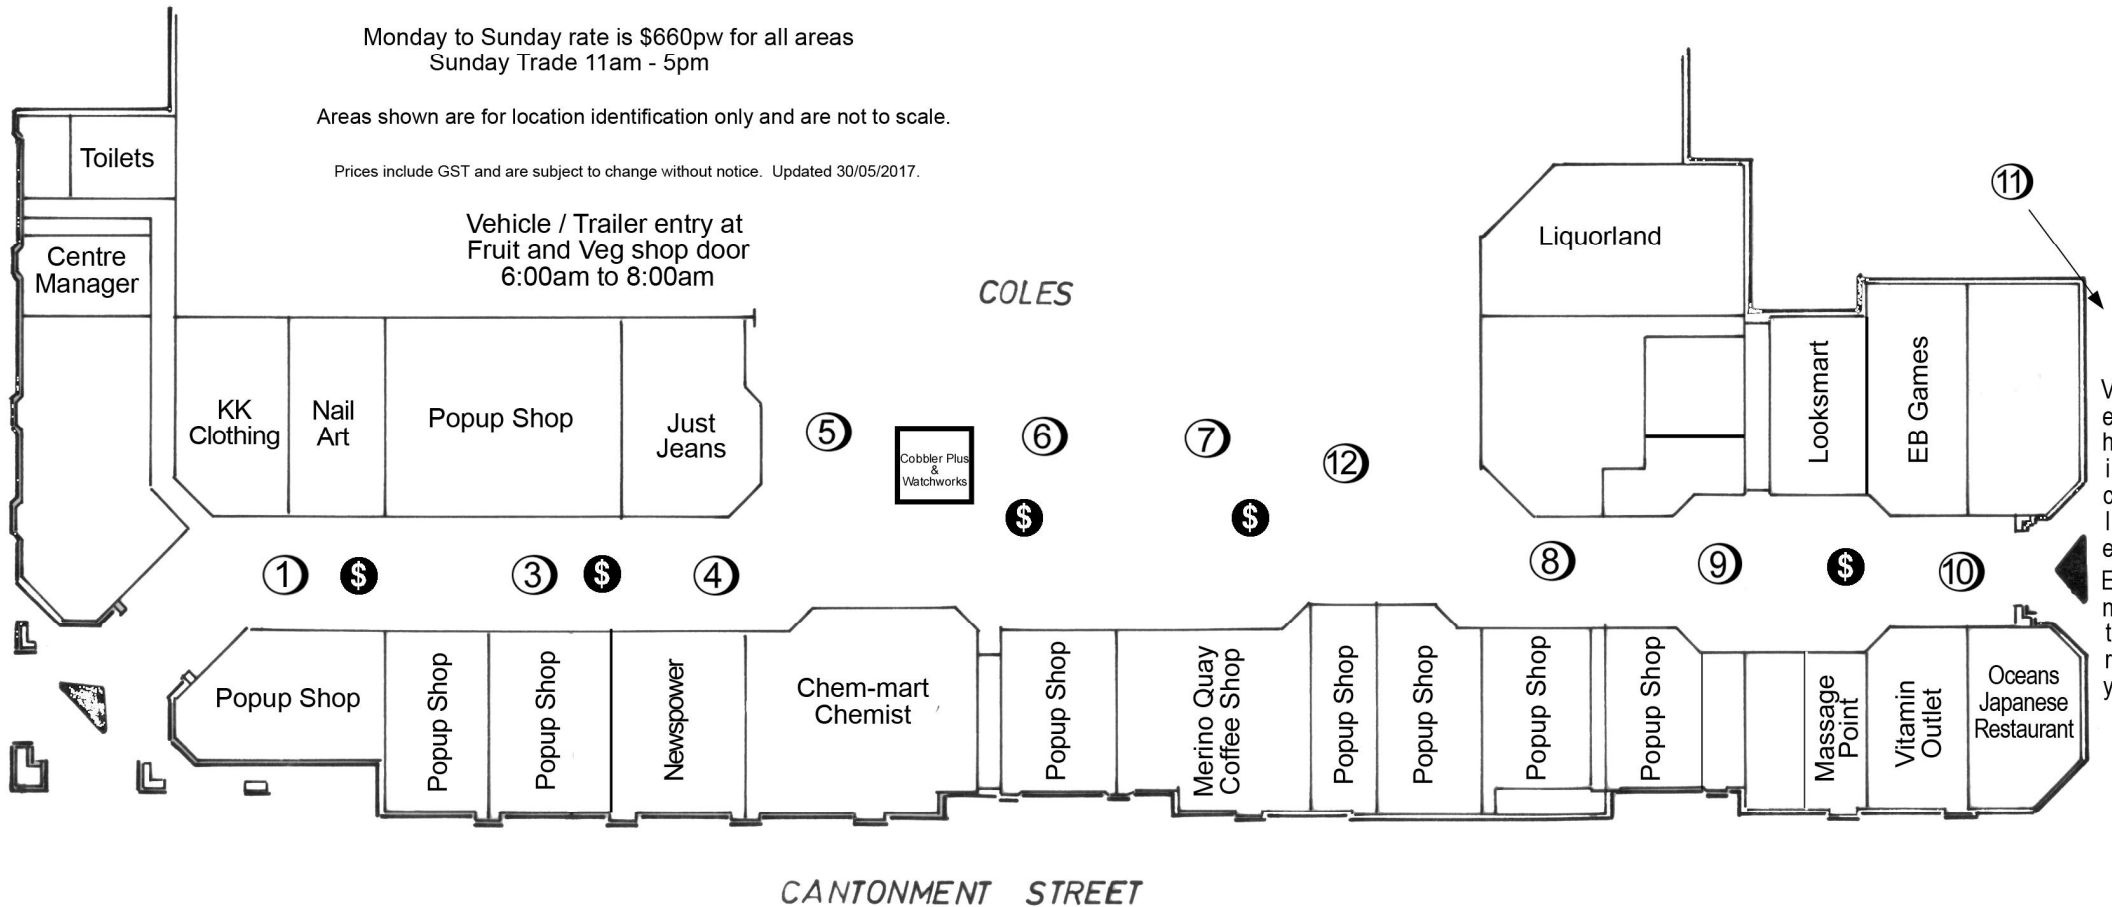 Monday to Sunday rate is $660pw for all areas
Sunday Trade 11am - 5pm
Areas shown are for location identification only and are not to scale.
Prices include GST and are subject to change without notice. Updated 30/05/2017.
Vehicle / Trailer entry at
Fruit and Veg shop door
6:00am to 8:00am
Toilets
Centre
Manager
COLES
Liquorland
11
KK
Clothing
Nail
Art
Popup Shop
Just
Jeans
5
Cobbler Plus
&
Watchworks
6
7
12
Looksmart
EB Games
Vehicle Entry
$
$
1
$
3
$
4
8
9
$
10
Popup Shop
Popup Shop
Popup Shop
Newspower
Chem-mart
Chemist
Popup Shop
Merino Quay
Coffee Shop
Popup Shop
Popup Shop
Popup Shop
Popup Shop
Massage
Point
Vitamin
Outlet
Oceans
Japanese
Restaurant
CANTONMENT STREET